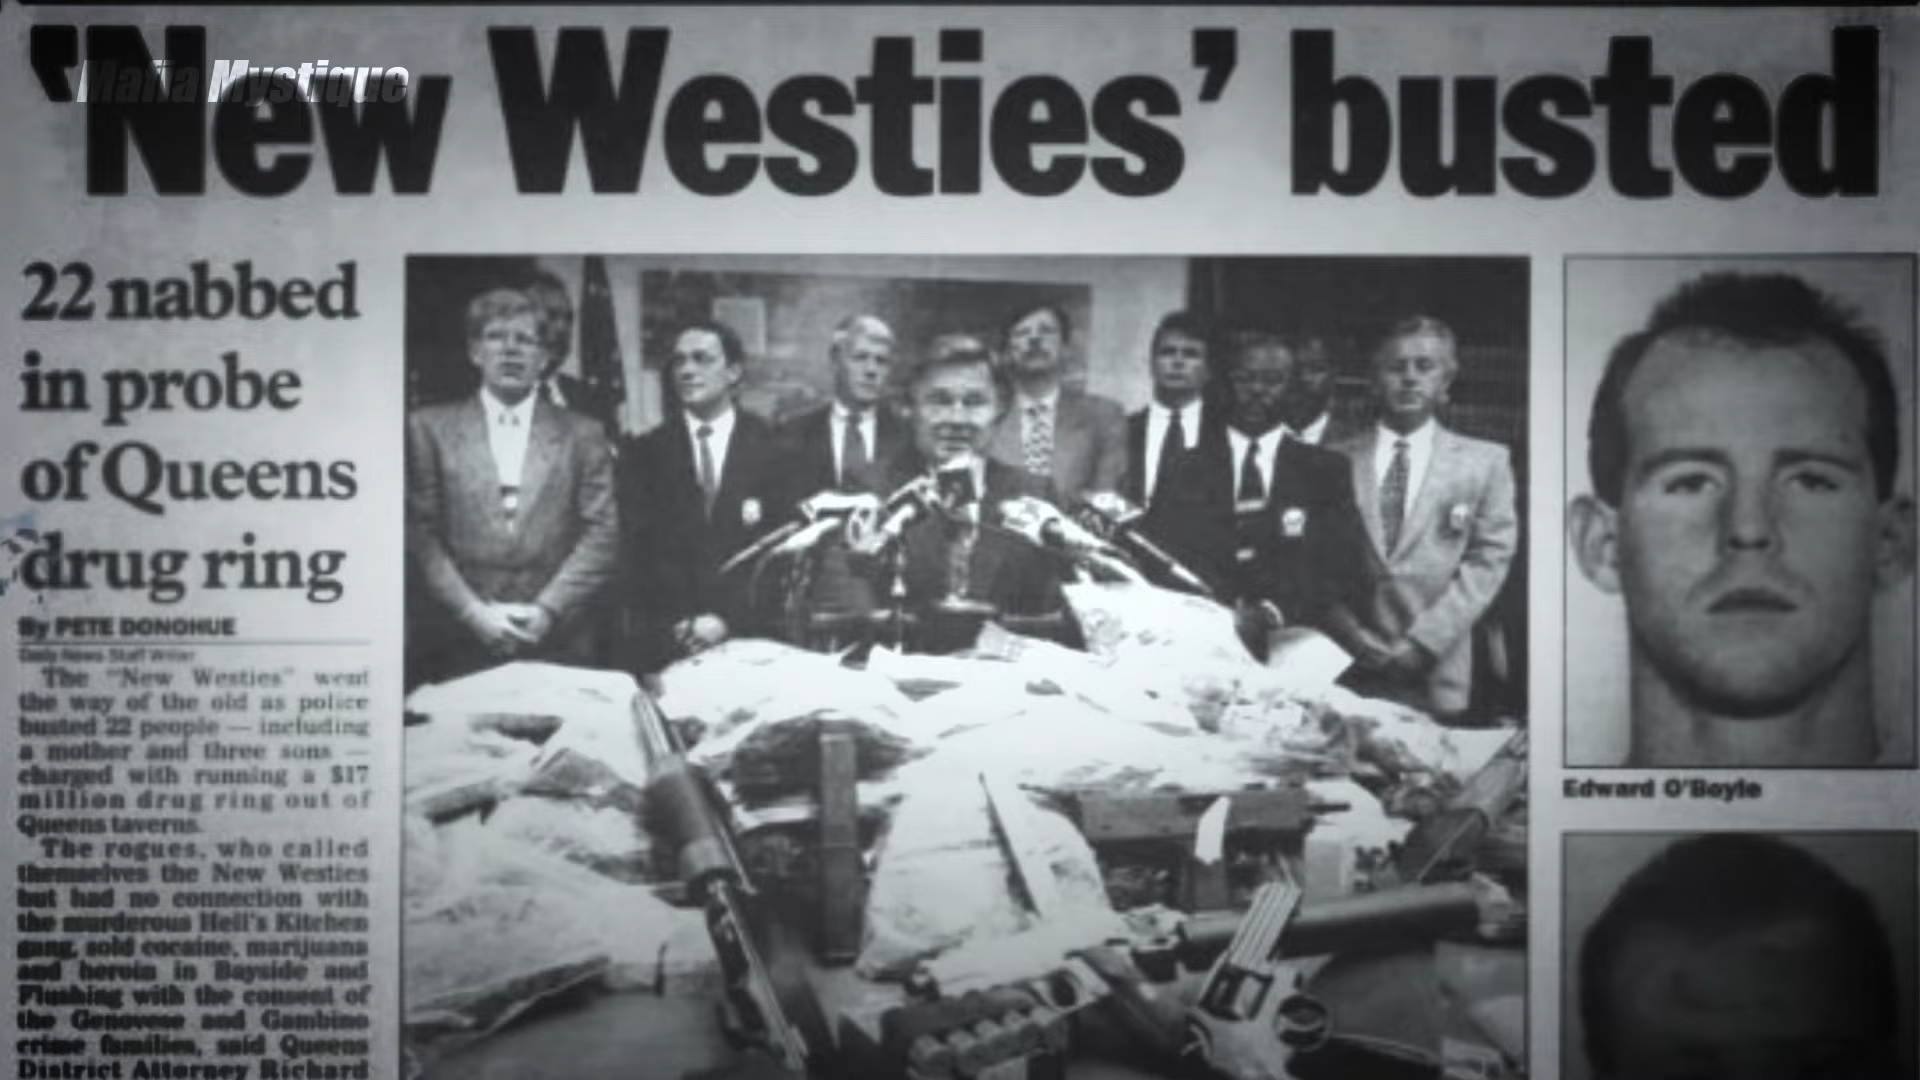 Mafia Mystique
'New Westies' busted
22 nabbed
in probe
of Queens
drug ring
By PETE DONOHUE
Daily News Staff Writer
The "New Westies" went
the way of the old as police
busted 22 people — including
a mother and three sons —
charged with running a $17
million drug ring out of
Queens taverns.
The rogues, who called
themselves the New Westies
but had no connection with
the murderous Hell's Kitchen
gang, sold cocaine, marijuana
and heroin in Bayside and
Flushing with the consent of
the Genovese and Gambino
crime families, said Queens
District Attorney Richard
Edward O'Boyle